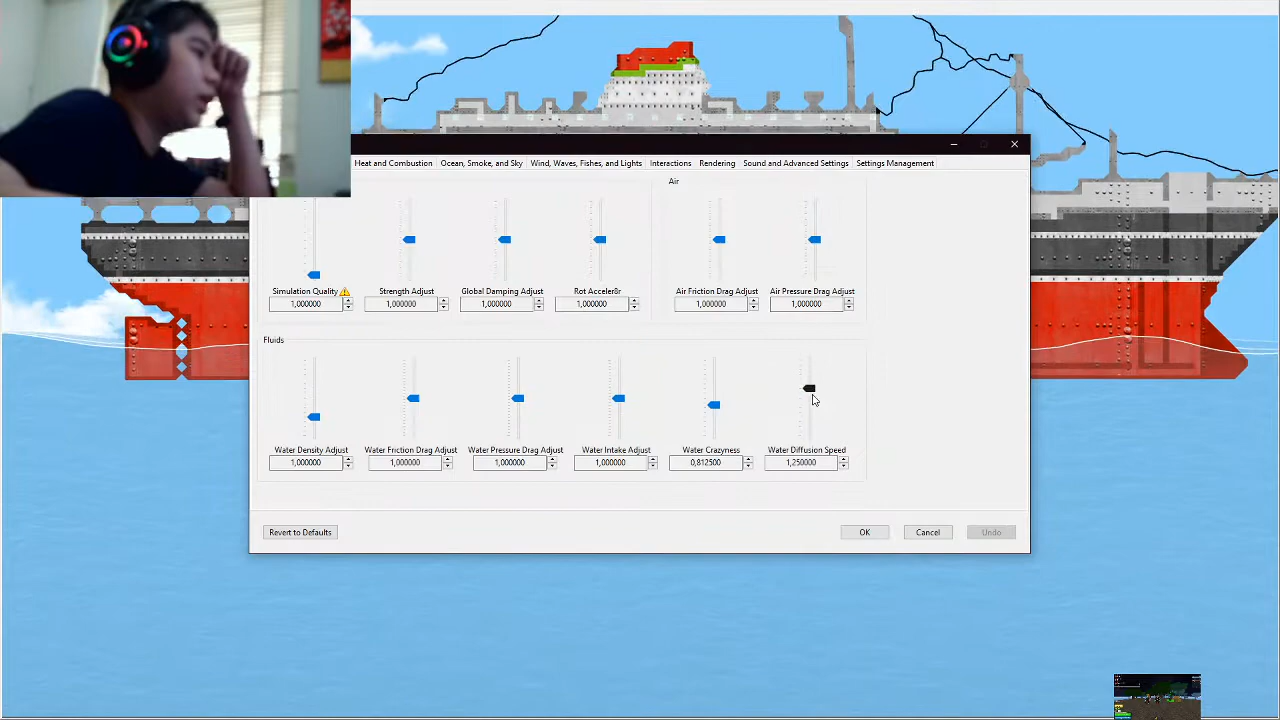 Heat and Combustion Ocean, Smoke, and Sky Wind, Waves, Fishes, and Lights Interactions Rendering Sound and Advanced Settings Settings Management
Air
Simulation Quality Strength Global Damping Adjust Rot Acceler8r Air Friction Drag Adjust Air Pressure Drag Adjust
1,000000 1,000000 1,000000 1,000000 1,000000 1,000000
Fluids
Water Density Adjust Water Friction Drag Adjust Water Pressure Drag Adjust Water Intake Adjust Water Crazyness Water Diffusion Speed
1,000000 1,000000 1,000000 1,000000 0,812500 1,250000
Revert to Defaults OK Cancel Undo